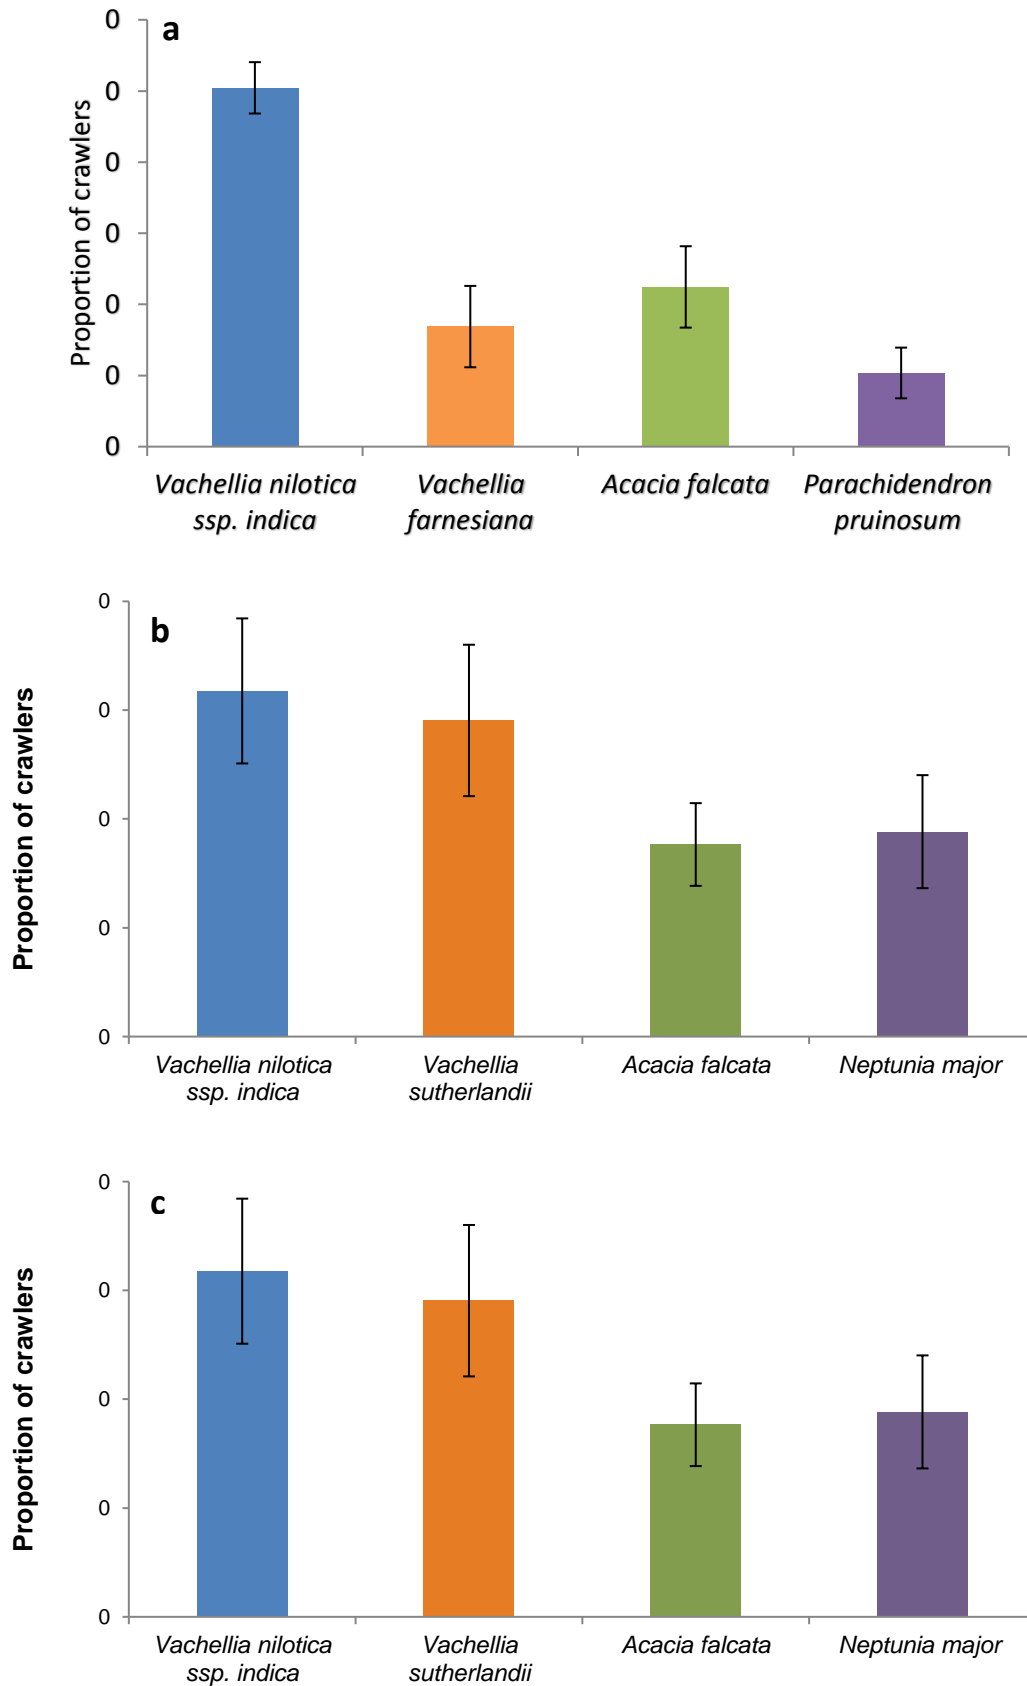 a
Proportion of crawlers
0
0
0
0
0
0
0
Vachellia nilotica
ssp. indica
Vachellia
farnesiana
Acacia falcata
Parachidendron
pruinosum
b
Proportion of crawlers
0
0
0
0
0
Vachellia nilotica
ssp. indica
Vachellia
sutherlandii
Acacia falcata
Neptunia major
c
Proportion of crawlers
0
0
0
0
0
Vachellia nilotica
ssp. indica
Vachellia
sutherlandii
Acacia falcata
Neptunia major